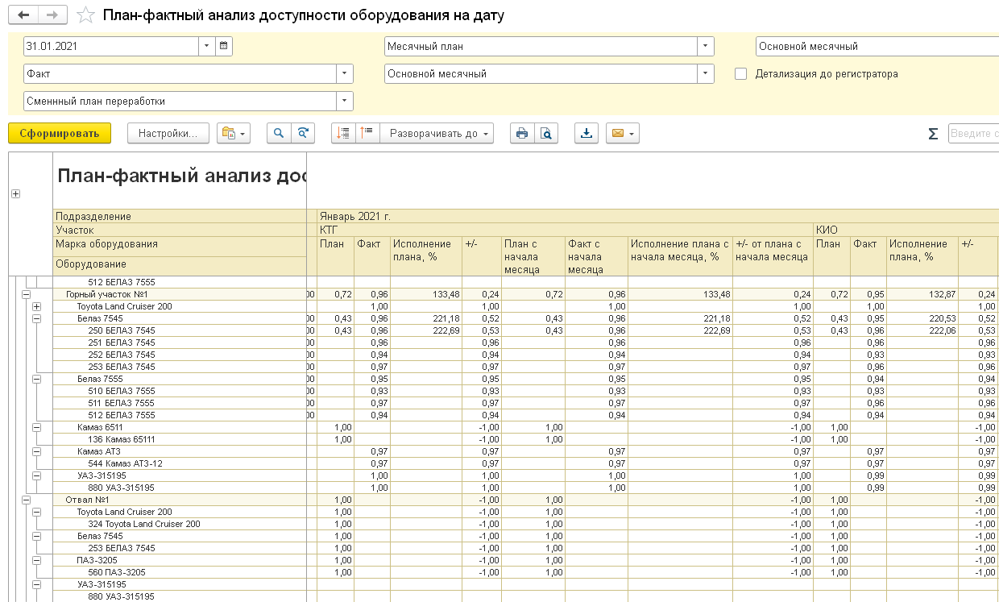 План-фактный анализ доступности оборудования на дату
31.01.2021 Месячный план Основной месячный
Факт Основной месячный Детализация до регистратора
Сменнный план переработки
Сформировать Настройки... Разворачивать до Σ Введите с
План-фактный анализ дос
Подразделение Январь 2021 г.
Участок КТГ КИО
Марка оборудования План Факт Исполнение плана, % +/- План с начала месяца Факт с начала месяца Исполнение плана с начала месяца, % +/- от плана с начала месяца План Факт Исполнение плана, % +/-
Оборудование
512 БЕЛАЗ 7555
Горный участок №1 00 0,72 0,96 133,48 0,24 0,72 0,96 133,48 0,24 0,72 0,95 132,87 0,24
Toyota Land Cruiser 200 1,00 1,00 1,00 1,00 1,00 1,00
Белаз 7545 00 0,43 0,96 221,18 0,52 0,43 0,96 221,18 0,52 0,43 0,95 220,53 0,52
250 БЕЛАЗ 7545 00 0,43 0,96 222,69 0,53 0,43 0,96 222,69 0,53 0,43 0,96 222,06 0,53
251 БЕЛАЗ 7545 00 0,96 0,96 0,96 0,96 0,96 0,96
252 БЕЛАЗ 7545 00 0,94 0,94 0,94 0,94 0,93 0,93
253 БЕЛАЗ 7545 00 0,97 0,97 0,97 0,97 0,96 0,96
Белаз 7555 00 0,95 0,95 0,95 0,95 0,94 0,94
510 БЕЛАЗ 7555 00 0,93 0,93 0,93 0,93 0,93 0,93
511 БЕЛАЗ 7555 00 0,97 0,97 0,97 0,97 0,96 0,96
512 БЕЛАЗ 7555 00 0,94 0,94 0,94 0,94 0,94 0,94
Камаз 6511 1,00 -1,00 1,00 -1,00 1,00 -1,00
136 Камаз 65111 1,00 -1,00 1,00 -1,00 1,00 -1,00
Камаз АТЗ 0,97 0,97 0,97 0,97 0,97 0,97
544 Камаз АТЗ-12 0,97 0,97 0,97 0,97 0,97 0,97
УАЗ-315195 1,00 1,00 1,00 1,00 0,99 0,99
880 УАЗ-315195 1,00 1,00 1,00 1,00 0,99 0,99
Отвал №1 1,00 -1,00 1,00 -1,00 1,00 -1,00
Toyota Land Cruiser 200 1,00 -1,00 1,00 -1,00 1,00 -1,00
324 Toyota Land Cruiser 200 1,00 -1,00 1,00 -1,00 1,00 -1,00
Белаз 7545 1,00 -1,00 1,00 -1,00 1,00 -1,00
253 БЕЛАЗ 7545 1,00 -1,00 1,00 -1,00 1,00 -1,00
ПАЗ-3205 1,00 -1,00 1,00 -1,00 1,00 -1,00
560 ПАЗ-3205 1,00 -1,00 1,00 -1,00 1,00 -1,00
УАЗ-315195
880 УАЗ-315195